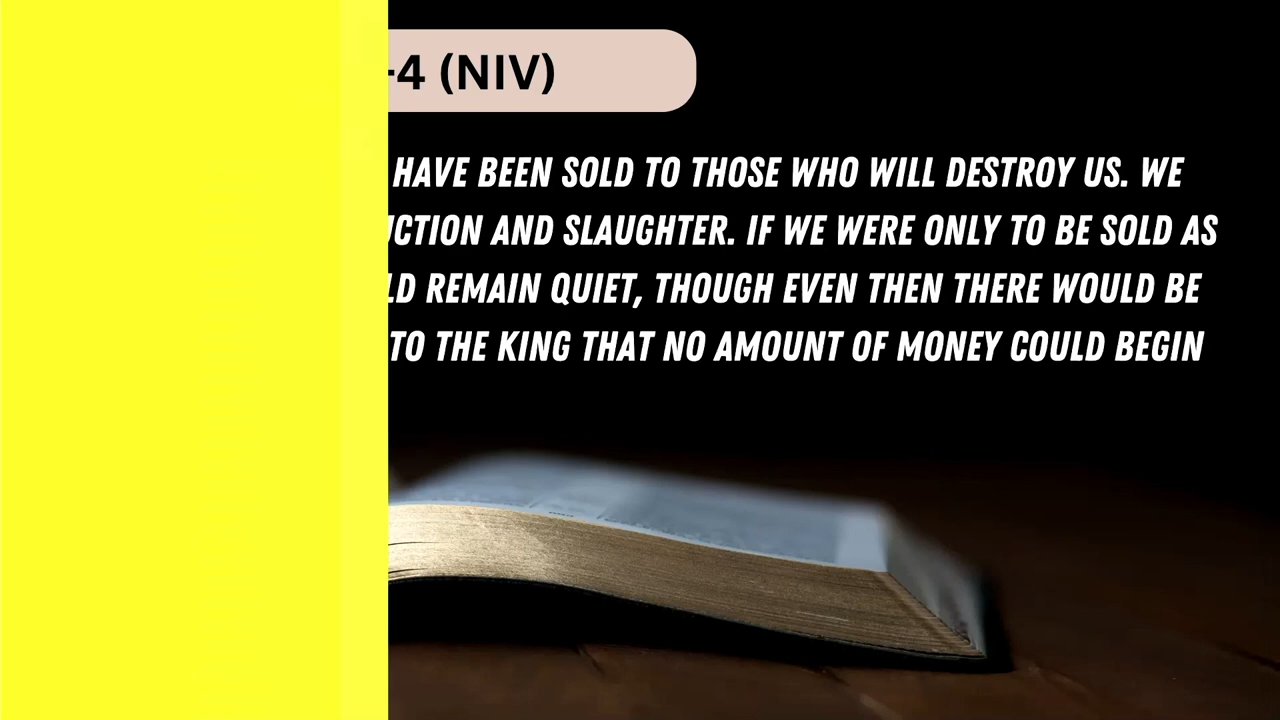 -4 (NIV)
HAVE BEEN SOLD TO THOSE WHO WILL DESTROY US. WE
CTION AND SLAUGHTER. IF WE WERE ONLY TO BE SOLD AS
LD REMAIN QUIET, THOUGH EVEN THEN THERE WOULD BE
TO THE KING THAT NO AMOUNT OF MONEY COULD BEGIN